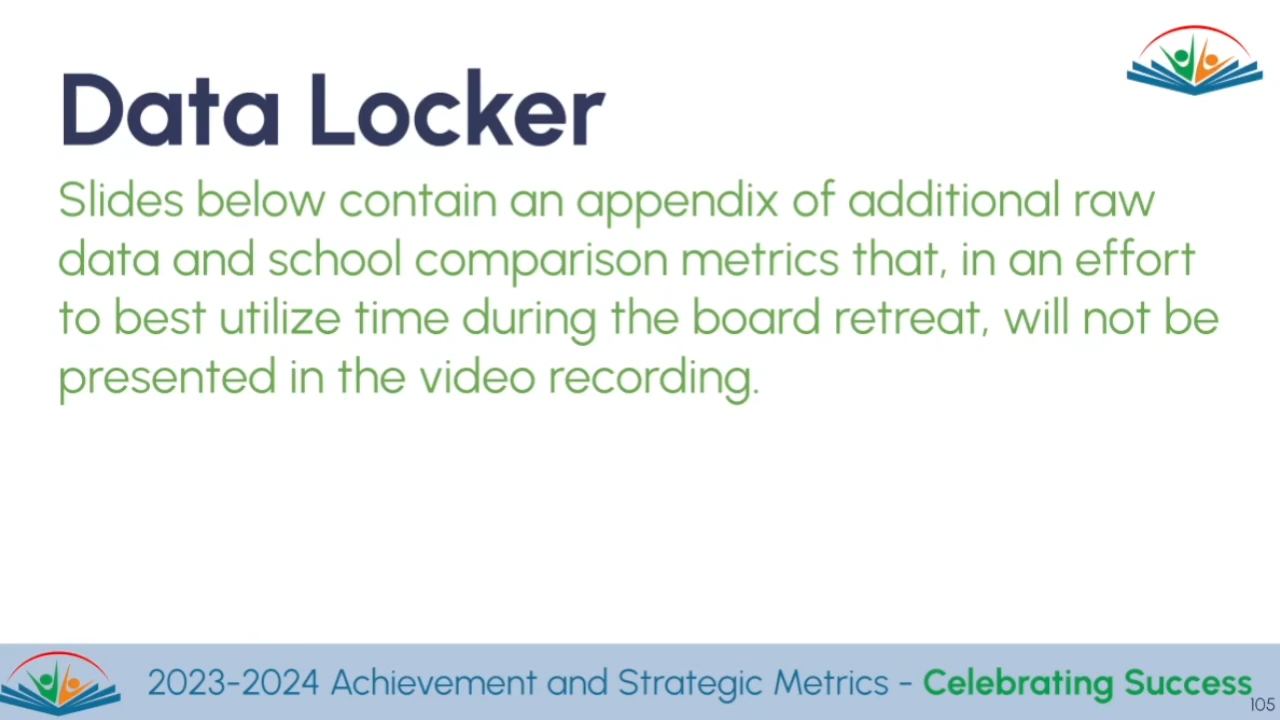 Data Locker
Slides below contain an appendix of additional raw
data and school comparison metrics that, in an effort
to best utilize time during the board retreat, will not be
presented in the video recording.
2023-2024 Achievement and Strategic Metrics - Celebrating Success
105